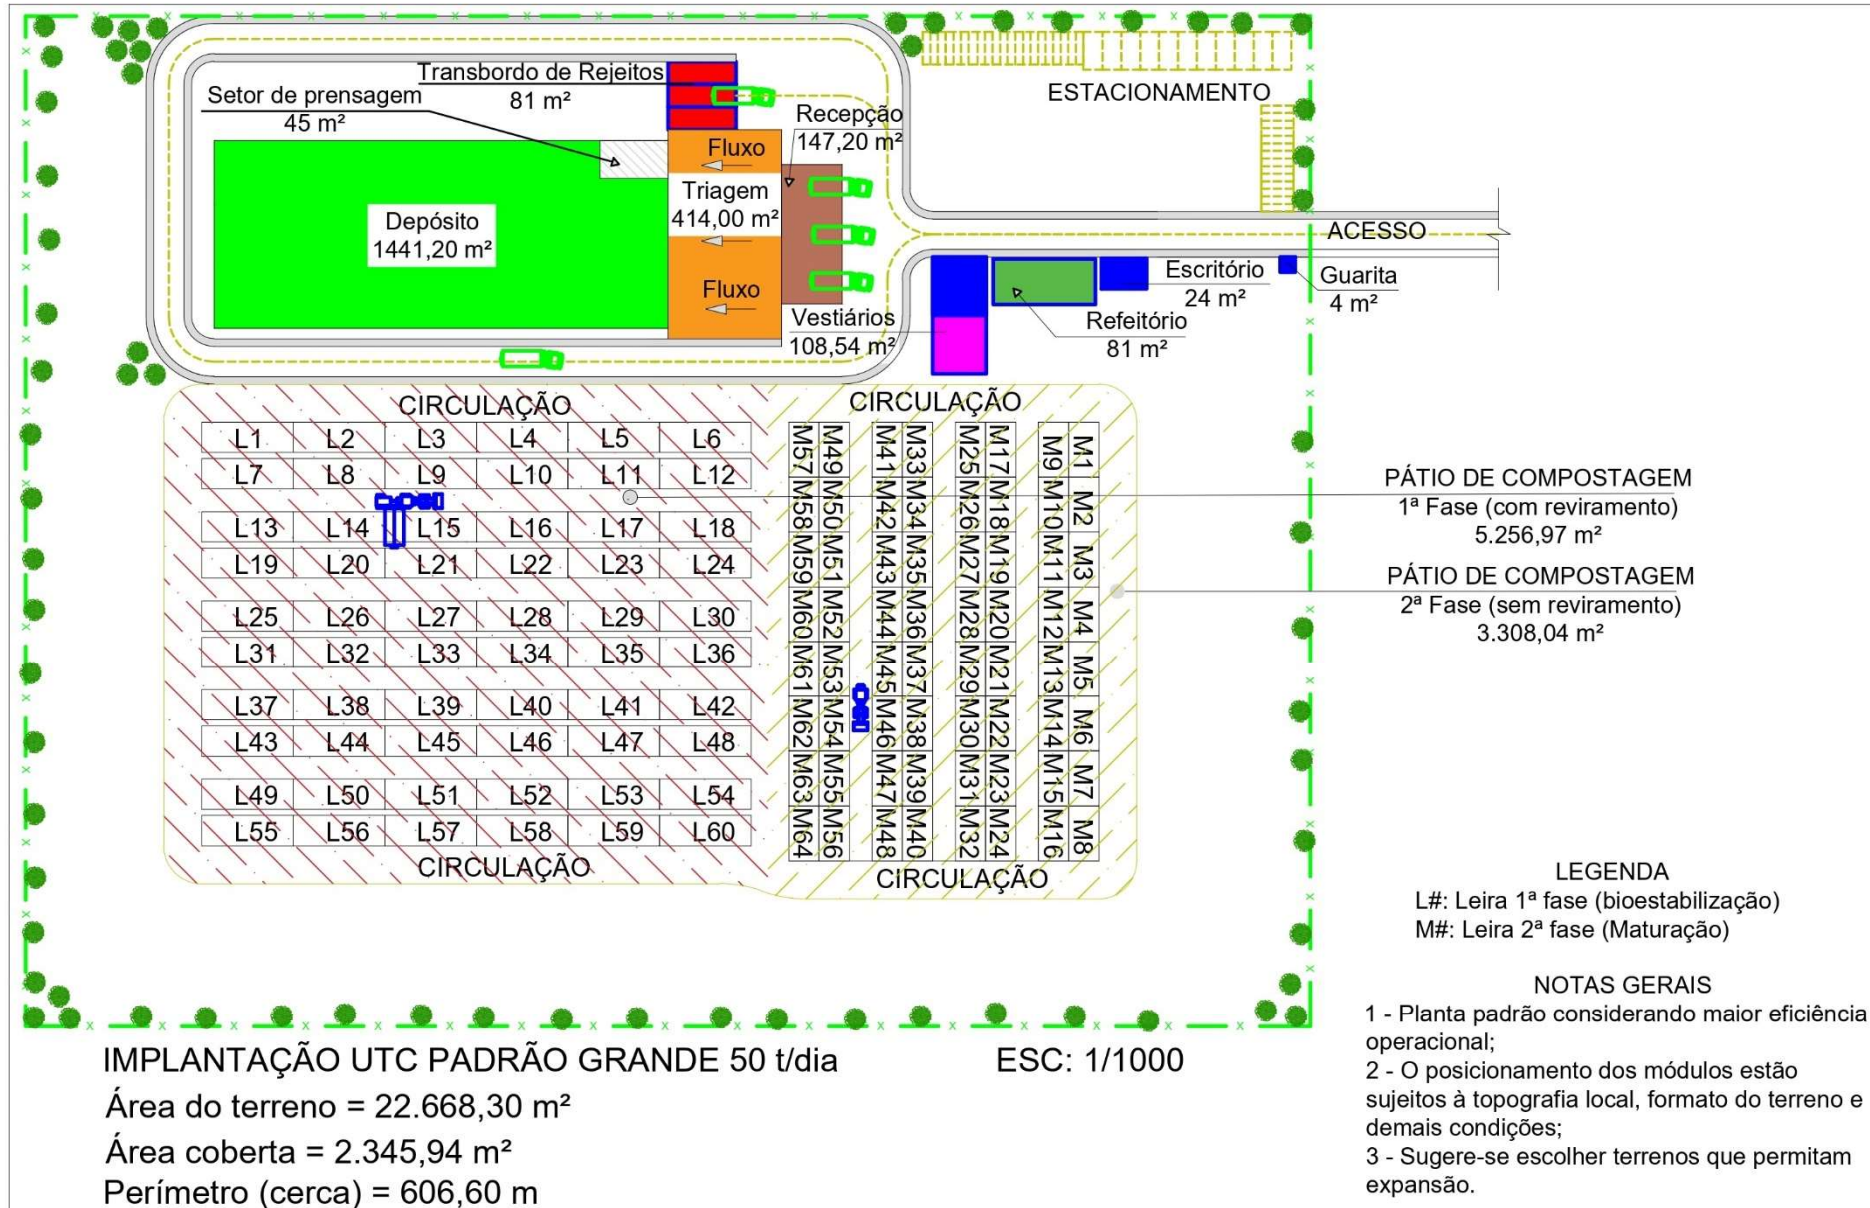 Transbordo de Rejeitos
81 m²
Setor de prensagem
45 m²
Recepção
147,20 m²
Fluxo
Triagem
414,00 m²
Fluxo
Depósito
1441,20 m²
ESTACIONAMENTO
ACESSO
Escritório
24 m²
Guarita
4 m²
Refeitório
81 m²
Vestiários
108,54 m²
CIRCULAÇÃO
L1 L2 L3 L4 L5 L6
L7 L8 L9 L10 L11 L12
L13 L14 L15 L16 L17 L18
L19 L20 L21 L22 L23 L24
L25 L26 L27 L28 L29 L30
L31 L32 L33 L34 L35 L36
L37 L38 L39 L40 L41 L42
L43 L44 L45 L46 L47 L48
L49 L50 L51 L52 L53 L54
L55 L56 L57 L58 L59 L60
CIRCULAÇÃO
CIRCULAÇÃO
M57 M49 M41 M33 M25 M17 M9 M1
M58 M50 M42 M34 M26 M18 M10 M2
M59 M51 M43 M35 M27 M19 M11 M3
M60 M52 M44 M36 M28 M20 M12 M4
M61 M53 M45 M37 M29 M21 M13 M5
M62 M54 M46 M38 M30 M22 M14 M6
M63 M55 M47 M39 M31 M23 M15 M7
M64 M56 M48 M40 M32 M24 M16 M8
CIRCULAÇÃO
PÁTIO DE COMPOSTAGEM
1ª Fase (com reviramento)
5.256,97 m²
PÁTIO DE COMPOSTAGEM
2ª Fase (sem reviramento)
3.308,04 m²
LEGENDA
L#: Leira 1ª fase (bioestabilização)
M#: Leira 2ª fase (Maturação)
NOTAS GERAIS
1 - Planta padrão considerando maior eficiência
operacional;
2 - O posicionamento dos módulos estão
sujeitos à topografia local, formato do terreno e
demais condições;
3 - Sugere-se escolher terrenos que permitam
expansão.
IMPLANTAÇÃO UTC PADRÃO GRANDE 50 t/dia
ESC: 1/1000
Área do terreno = 22.668,30 m²
Área coberta = 2.345,94 m²
Perímetro (cerca) = 606,60 m